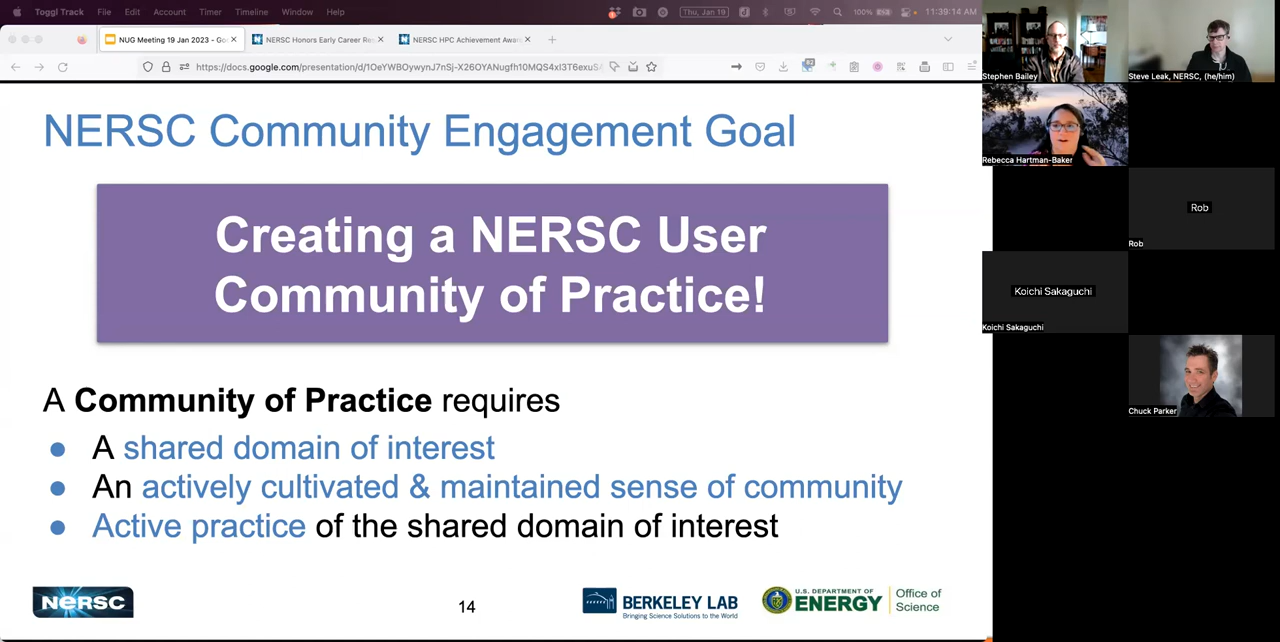 Toggl Track File Edit Account Timer Timeline Window Help
100%
Thu, Jan 19
11:39:14 AM
NUG Meeting 19 Jan 2023 - Go
NERSC Honors Early Career Re
NERSC HPC Achievement Awar
NERSC Community Engagement Goal
Creating a NERSC User
Community of Practice!
A Community of Practice requires
● A shared domain of interest
● An actively cultivated & maintained sense of community
● Active practice of the shared domain of interest
NERSC
14
BERKELEY LAB
Bringing Science Solutions to the World
U.S. DEPARTMENT OF
ENERGY
Office of
Science
Stephen Bailey
Steve Leak, NERSC, (he/him)
Rebecca Hartman-Baker
Rob
Rob
Koichi Sakaguchi
Koichi Sakaguchi
Chuck Parker